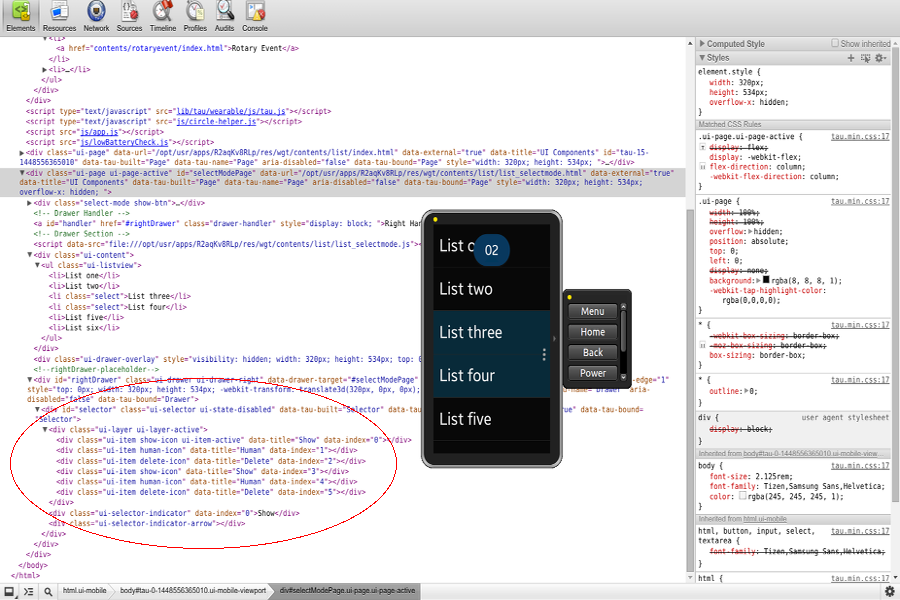 Elements Resources Network Sources Timeline Profiles Audits Console
<li>
<a href="contents/rotaryevent/index.html">Rotary Event</a>
</li>
▶<li>…</li>
</ul>
</div>
</div>
<script type="text/javascript" src="lib/tau/wearable/js/tau.js"></script>
<script type="text/javascript" src="js/circle-helper.js"></script>
<script src="js/app.js"></script>
<script src="js/lowBatteryCheck.js"></script>
▶<div class="ui-page" data-url="/opt/usr/apps/R2aqKv8RLp/res/wgt/contents/list/index.html" data-external="true" data-title="UI Components" id="tau-15-
1448556365010" data-tau-built="Page" data-tau-name="Page" aria-disabled="false" data-tau-bound="Page" style="width: 320px; height: 534px; ">…</div>
▼<div class="ui-page ui-page-active" id="selectModePage" data-url="/opt/usr/apps/R2aqKv8RLp/res/wgt/contents/list/list_selectmode.html" data-external="true"
data-title="UI Components" data-tau-built="Page" data-tau-name="Page" aria-disabled="false" data-tau-bound="Page" style="width: 320px; height: 534px;
overflow-x: hidden; ">
▶<div class="select-mode show-btn">…</div>
<!-- Drawer Handler -->
<a id="handler" href="#rightDrawer" class="drawer-handler" style="display: block; ">Right Han
<!-- Drawer Section -->
<script data-src="file:///opt/usr/apps/R2aqKv8RLp/res/wgt/contents/list/list_selectmode.js"><
▼<div class="ui-content">
▼<ul class="ui-listview">
<li>List one</li>
<li>List two</li>
<li class="select">List three</li>
<li class="select">List four</li>
<li>List five</li>
<li>List six</li>
</ul>
</div>
<div class="ui-drawer-overlay" style="visibility: hidden; width: 320px; height: 534px; top: 0
<!--rightDrawer-placeholder-->
▼<div id="rightDrawer" class="ui-drawer ui-drawer-right" data-drawer-target="#selectModePage" -edge="1"
style="top: 0px; width: 320px; height: 534px; -webkit-transform: translate3d(320px, 0px, 0px); "Drawer" aria-
disabled="false" data-tau-bound="Drawer">
▼<div id="selector" class="ui-selector ui-state-disabled" data-tau-built="Selector" data-tau data-tau-bound=
"Selector">
▼<div class="ui-layer ui-layer-active">
<div class="ui-item show-icon ui-item-active" data-title="Show" data-index="0"></div>
<div class="ui-item human-icon" data-title="Human" data-index="1"></div>
<div class="ui-item delete-icon" data-title="Delete" data-index="2"></div>
<div class="ui-item show-icon" data-title="Show" data-index="3"></div>
<div class="ui-item human-icon" data-title="Human" data-index="4"></div>
<div class="ui-item delete-icon" data-title="Delete" data-index="5"></div>
</div>
<div class="ui-selector-indicator" data-index="0">Show</div>
<div class="ui-selector-indicator-arrow"></div>
</div>
</div>
</div>
</body>
</html>
List o
02
List two
List three
List four
List five
Menu
Home
Back
Power
▶ Computed Style Show inherited
▼ Styles
element.style {
width: 320px;
height: 534px;
overflow-x: hidden;
}
Matched CSS Rules
.ui-page.ui-page-active { tau.min.css:17
display: flex;
display: -webkit-flex;
flex-direction: column;
-webkit-flex-direction: column;
}
.ui-page { tau.min.css:17
width: 100%;
height: 100%;
overflow:▶hidden;
position: absolute;
top: 0;
left: 0;
display: none;
background:▶rgba(8, 8, 8, 1);
-webkit-tap-highlight-color:
rgba(0,0,0,0);
}
* { tau.min.css:17
-webkit-box-sizing: border-box;
-moz-box-sizing: border-box;
box-sizing: border-box;
}
* { tau.min.css:17
outline:▶0;
}
div { user agent stylesheet
display: block;
}
Inherited from body#tau-0-1448556365010.ui-mobile-view…
body { tau.min.css:17
font-size: 2.125rem;
font-family: Tizen,Samsung Sans,Helvetica;
color: rgba(245, 245, 245, 1);
}
Inherited from html.ui-mobile
html, button, input, select, tau.min.css:17
textarea {
font-family: Tizen,Samsung Sans,Helvetica;
}
html { tau.min.css:17
html.ui-mobile body#tau-0-1448556365010.ui-mobile-viewport div#selectModePage.ui-page.ui-page-active